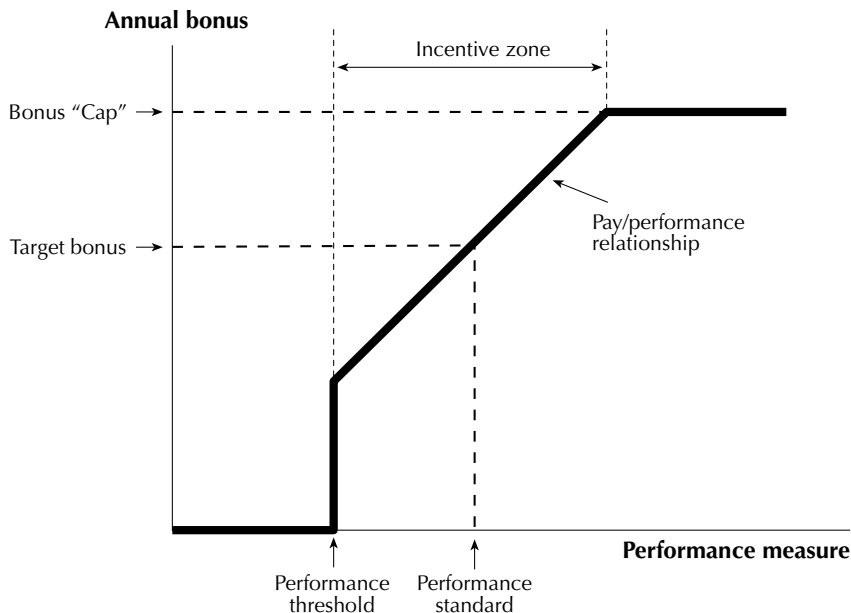 Annual bonus
Incentive zone
Bonus “Cap”
Pay/performance
relationship
Target bonus
Performance measure
Performance
threshold
Performance
standard